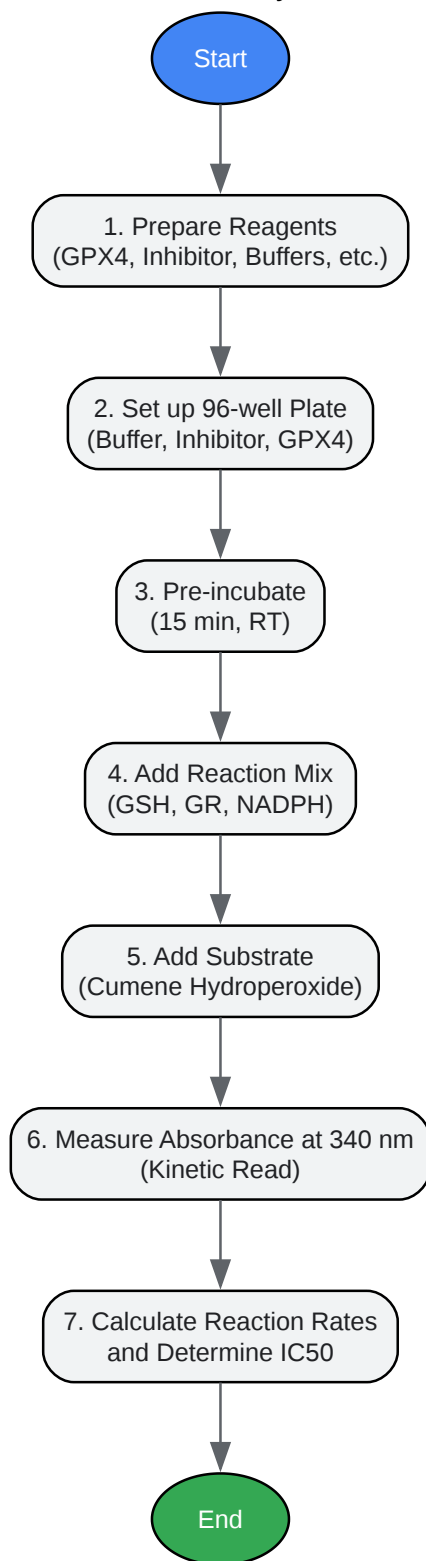 Start
1. Prepare Reagents
(GPX4, Inhibitor, Buffers, etc.)
2. Set up 96-well Plate
(Buffer, Inhibitor, GPX4)
3. Pre-incubate
(15 min, RT)
4. Add Reaction Mix
(GSH, GR, NADPH)
5. Add Substrate
(Cumene Hydroperoxide)
6. Measure Absorbance at 340 nm
(Kinetic Read)
7. Calculate Reaction Rates
and Determine IC50
End